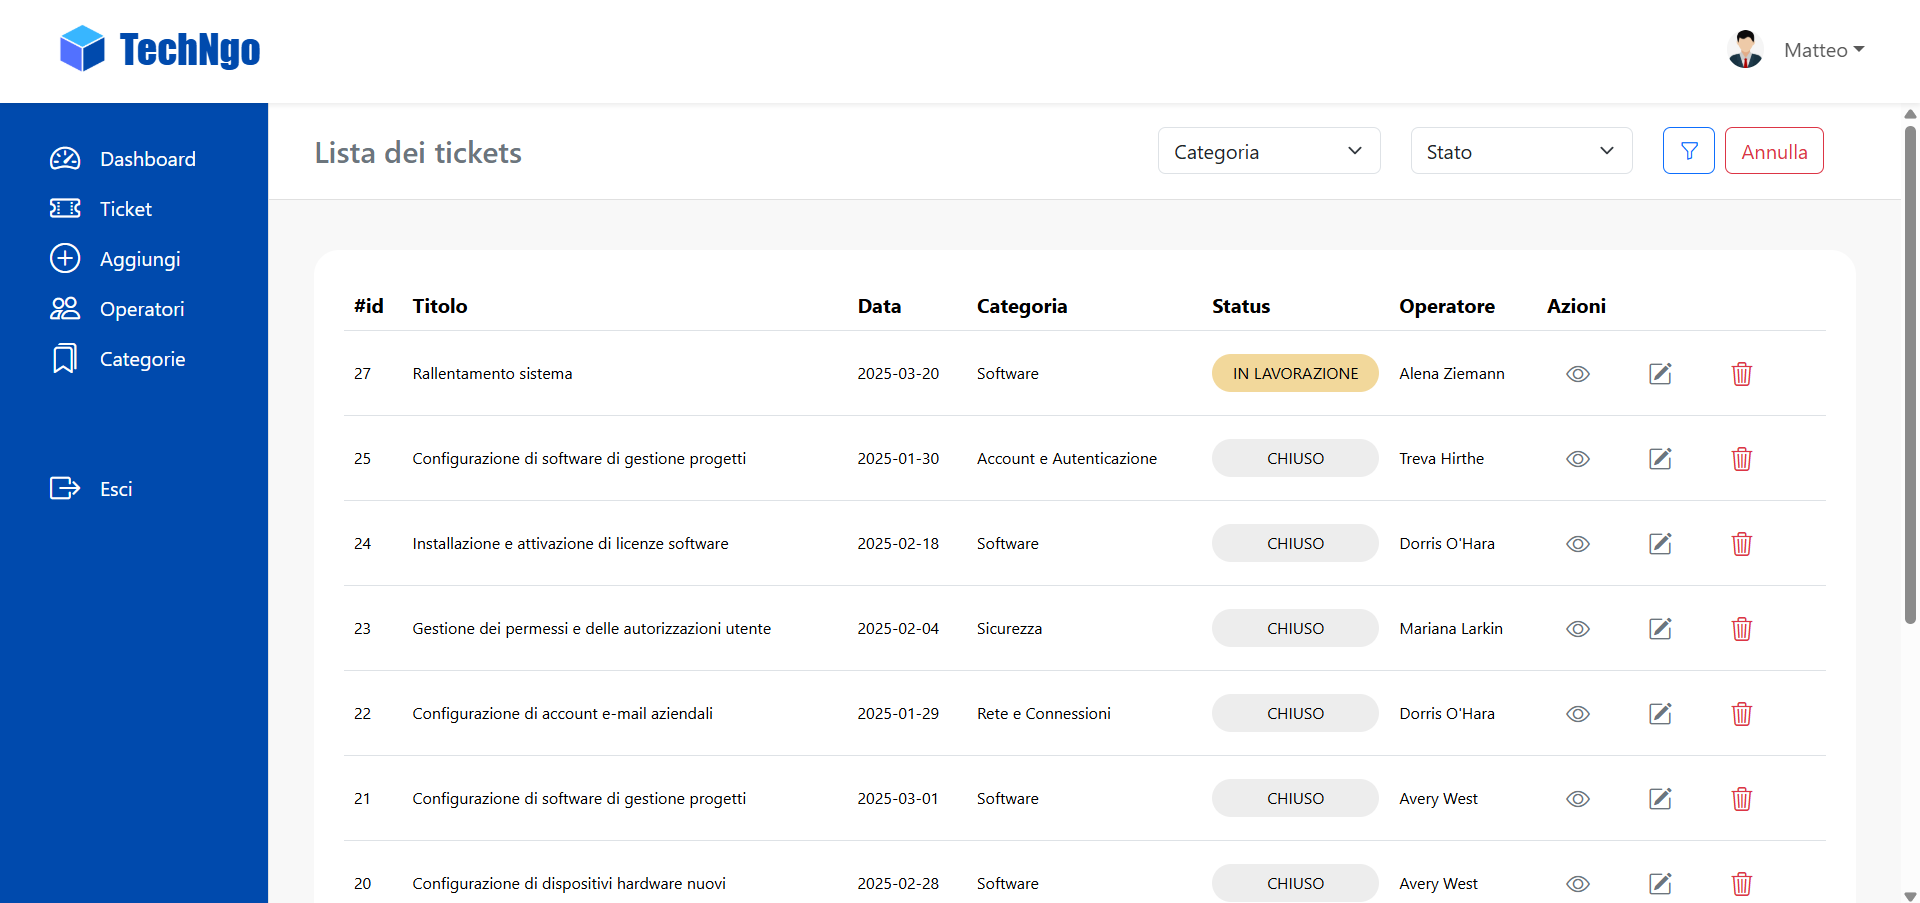 TechNgo
Matteo
Dashboard
Ticket
Aggiungi
Operatori
Categorie
Esci
Lista dei tickets
Categoria
Stato
Annulla
#id Titolo Data Categoria Status Operatore Azioni
27 Rallentamento sistema 2025-03-20 Software IN LAVORAZIONE Alena Ziemann
25 Configurazione di software di gestione progetti 2025-01-30 Account e Autenticazione CHIUSO Treva Hirthe
24 Installazione e attivazione di licenze software 2025-02-18 Software CHIUSO Dorris O'Hara
23 Gestione dei permessi e delle autorizzazioni utente 2025-02-04 Sicurezza CHIUSO Mariana Larkin
22 Configurazione di account e-mail aziendali 2025-01-29 Rete e Connessioni CHIUSO Dorris O'Hara
21 Configurazione di software di gestione progetti 2025-03-01 Software CHIUSO Avery West
20 Configurazione di dispositivi hardware nuovi 2025-02-28 Software CHIUSO Avery West